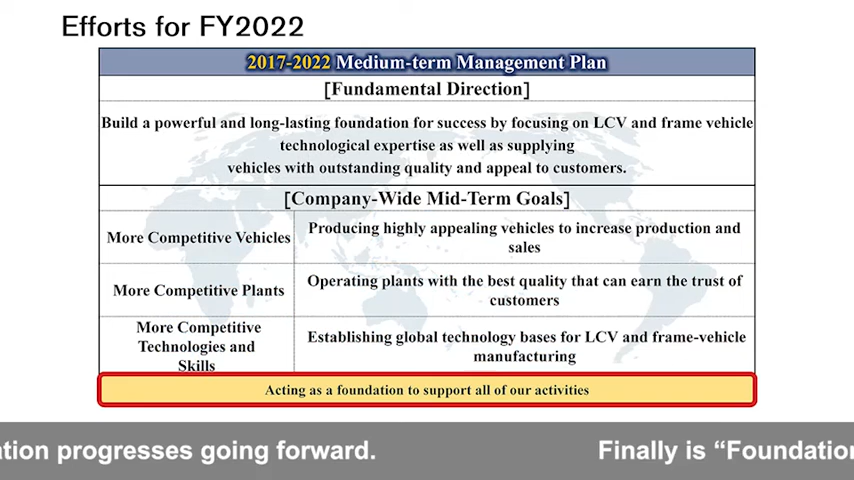 Efforts for FY2022
2017-2022 Medium-term Management Plan
[Fundamental Direction]
Build a powerful and long-lasting foundation for success by focusing on LCV and frame vehicle
technological expertise as well as supplying
vehicles with outstanding quality and appeal to customers.
[Company-Wide Mid-Term Goals]
More Competitive Vehicles
Producing highly appealing vehicles to increase production and
sales
More Competitive Plants
Operating plants with the best quality that can earn the trust of
customers
More Competitive
Technologies and
Skills
Establishing global technology bases for LCV and frame-vehicle
manufacturing
Acting as a foundation to support all of our activities
ation progresses going forward. Finally is “Foundation